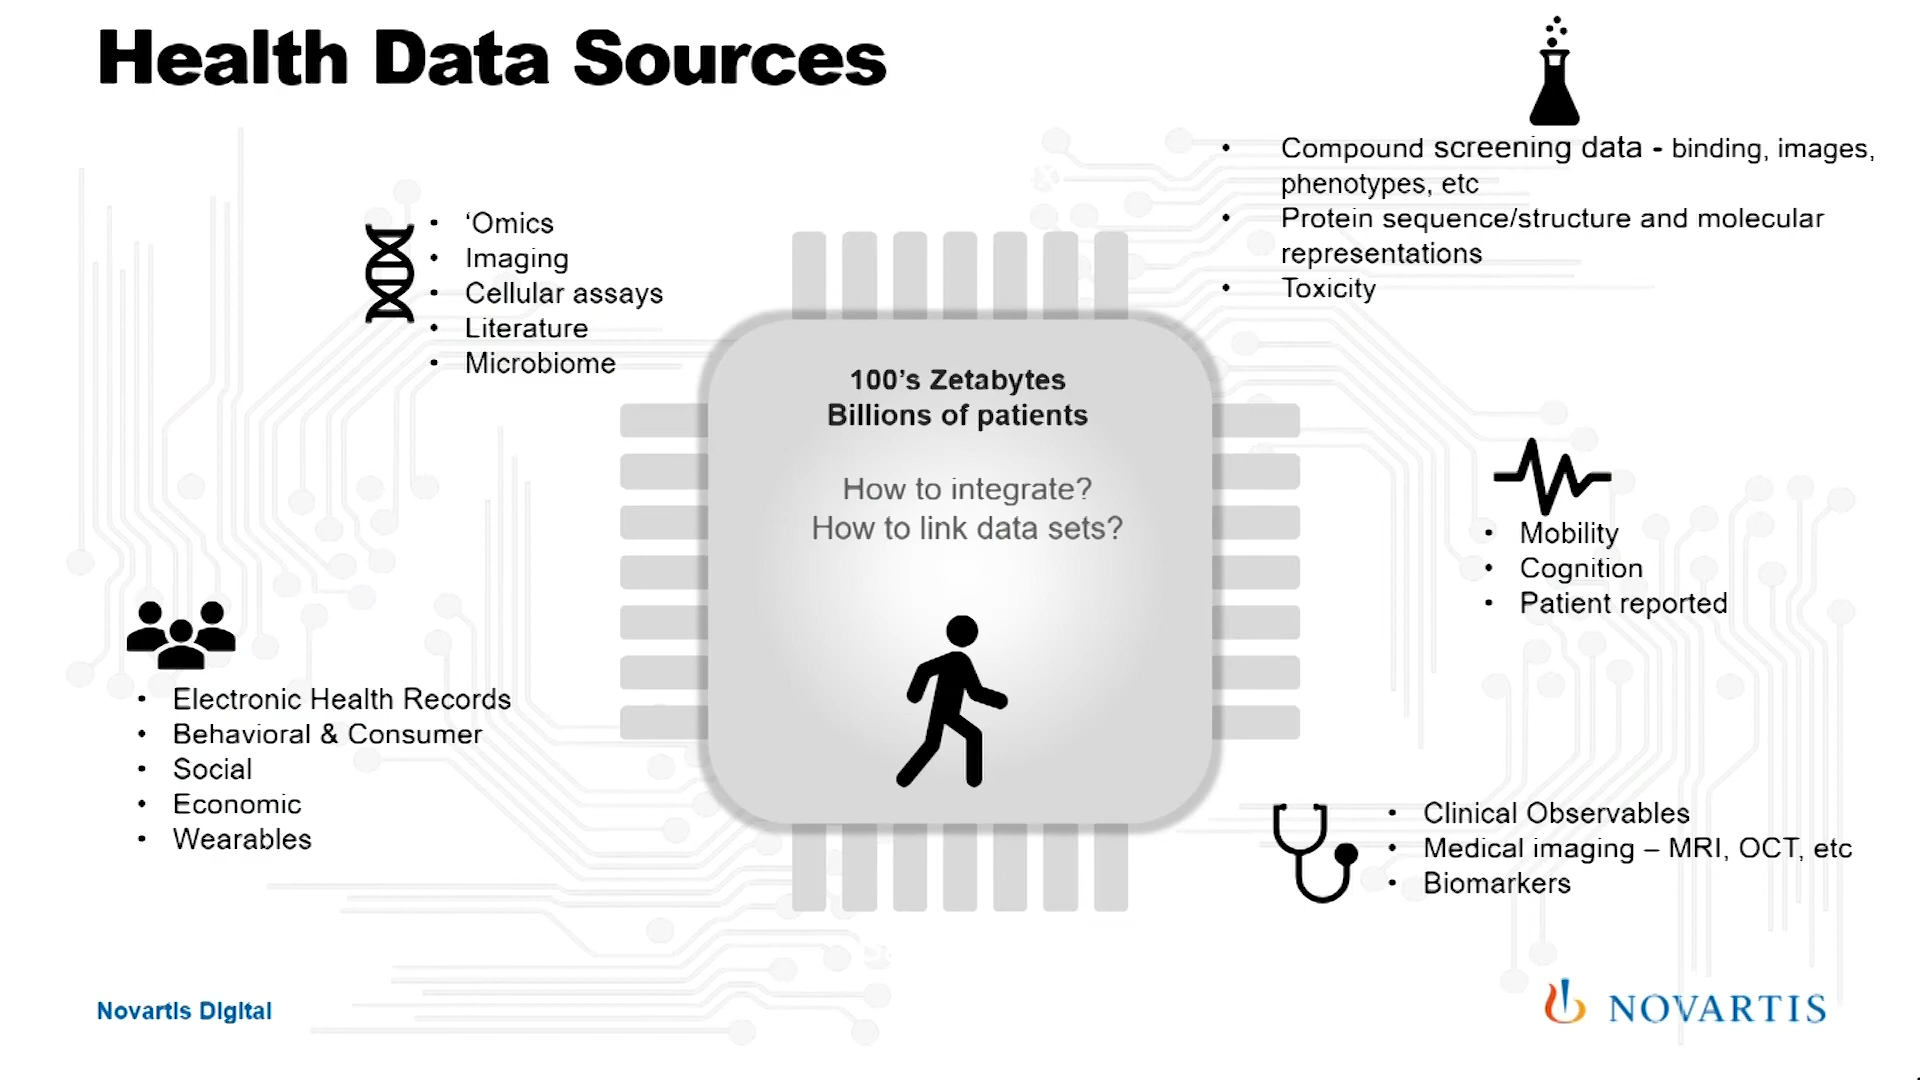 Health Data Sources
• Compound screening data - binding, images,
phenotypes, etc
• Protein sequence/structure and molecular
representations
• Toxicity
• ‘Omics
• Imaging
• Cellular assays
• Literature
• Microbiome
100’s Zetabytes
Billions of patients
How to integrate?
How to link data sets?
• Mobility
• Cognition
• Patient reported
• Electronic Health Records
• Behavioral & Consumer
• Social
• Economic
• Wearables
• Clinical Observables
• Medical imaging – MRI, OCT, etc
• Biomarkers
Novartis Digital
NOVARTIS